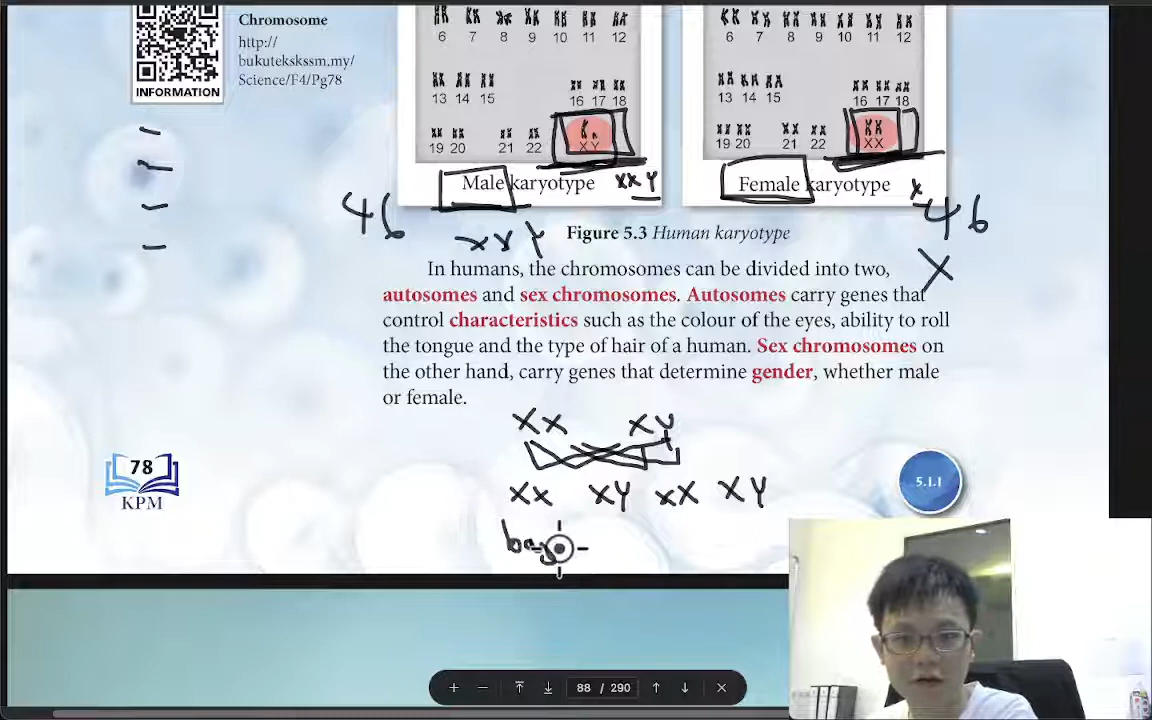 Chromosome
http://
bukutekskssm.my/
Science/F4/Pg78
INFORMATION
6 7 8 9 10 11 12
13 14 15 16 17 18
19 20 21 22 XY
Male karyotype XXY
6 7 8 9 10 11 12
13 14 15 16 17 18
19 20 21 22 XX
Female karyotype X
46
46
XXY
X
Figure 5.3 Human karyotype
In humans, the chromosomes can be divided into two,
autosomes and sex chromosomes. Autosomes carry genes that
control characteristics such as the colour of the eyes, ability to roll
the tongue and the type of hair of a human. Sex chromosomes on
the other hand, carry genes that determine gender, whether male
or female.
XX XY
XX XY XX XY
78
KPM
5.1.1
88 / 290